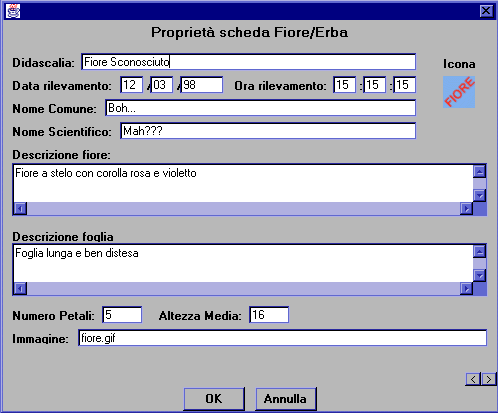 Proprietà scheda Fiore/Erba
Didascalia: Fiore Sconosciuto
Icona
Data rilevamento: 12 / 03 / 98 Ora rilevamento: 15 : 15 : 15
FIORE
Nome Comune: Boh...
Nome Scientifico: Mah???
Descrizione fiore:
Fiore a stelo con corolla rosa e violetto
Descrizione foglia
Foglia lunga e ben distesa
Numero Petali: 5 Altezza Media: 16
Immagine: fiore.gif
< >
OK Annulla